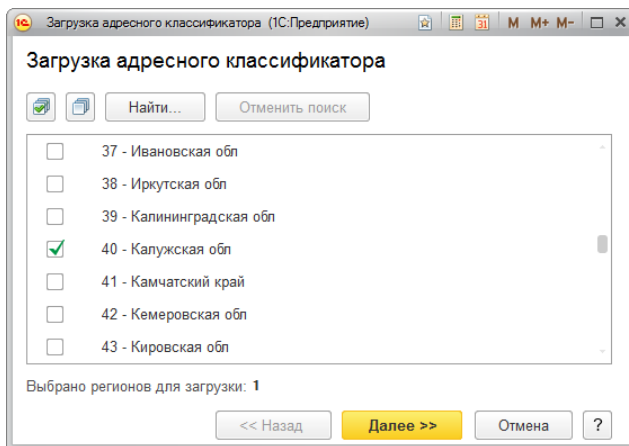 1С Загрузка адресного классификатора (1С:Предприятие) 31 M M+ M-
Загрузка адресного классификатора
Найти... Отменить поиск
37 - Ивановская обл
38 - Иркутская обл
39 - Калининградская обл
40 - Калужская обл
41 - Камчатский край
42 - Кемеровская обл
43 - Кировская обл
Выбрано регионов для загрузки: 1
<< Назад Далее >> Отмена ?